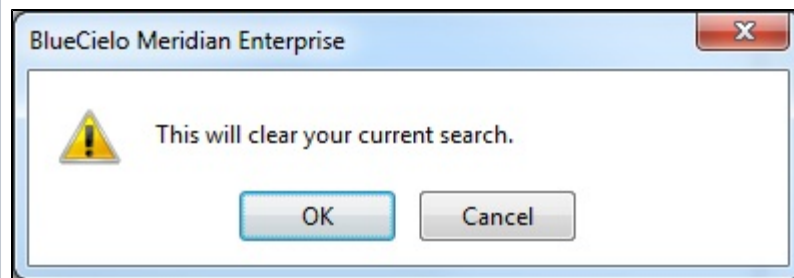 BlueCielo Meridian Enterprise
This will clear your current search.
OK Cancel